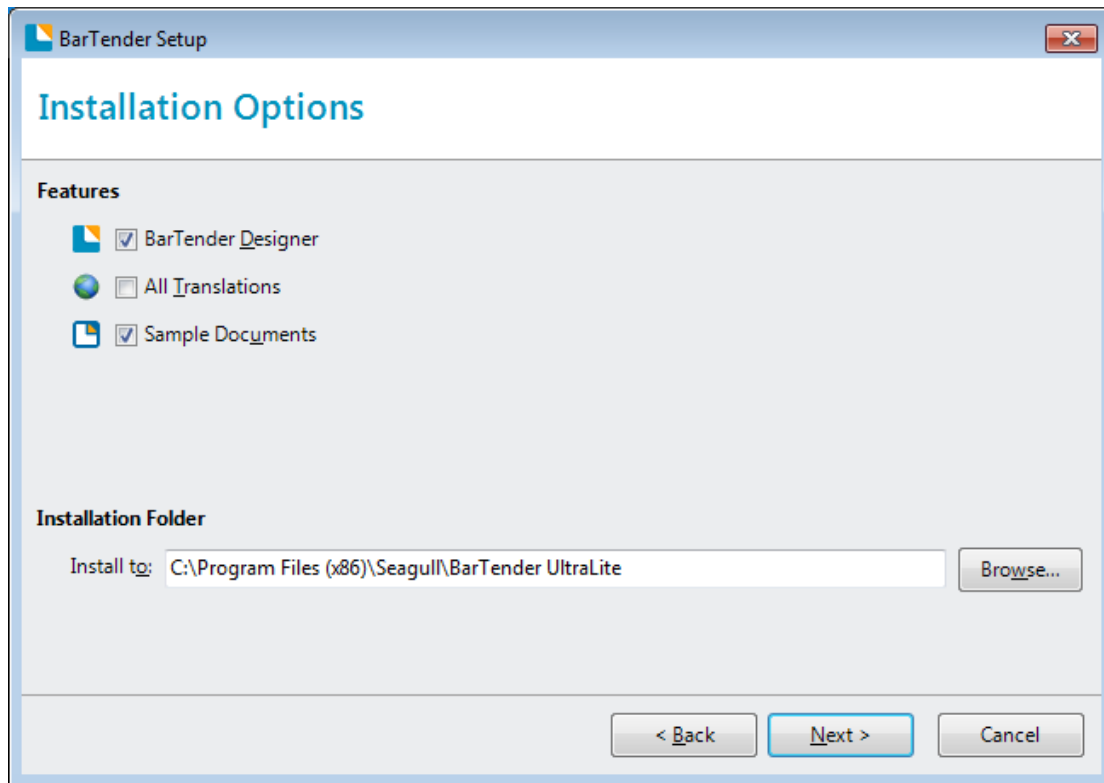 BarTender Setup
Installation Options
Features
BarTender Designer
All Translations
Sample Documents
Installation Folder
Install to: C:\Program Files (x86)\Seagull\BarTender UltraLite Browse...
< Back Next > Cancel